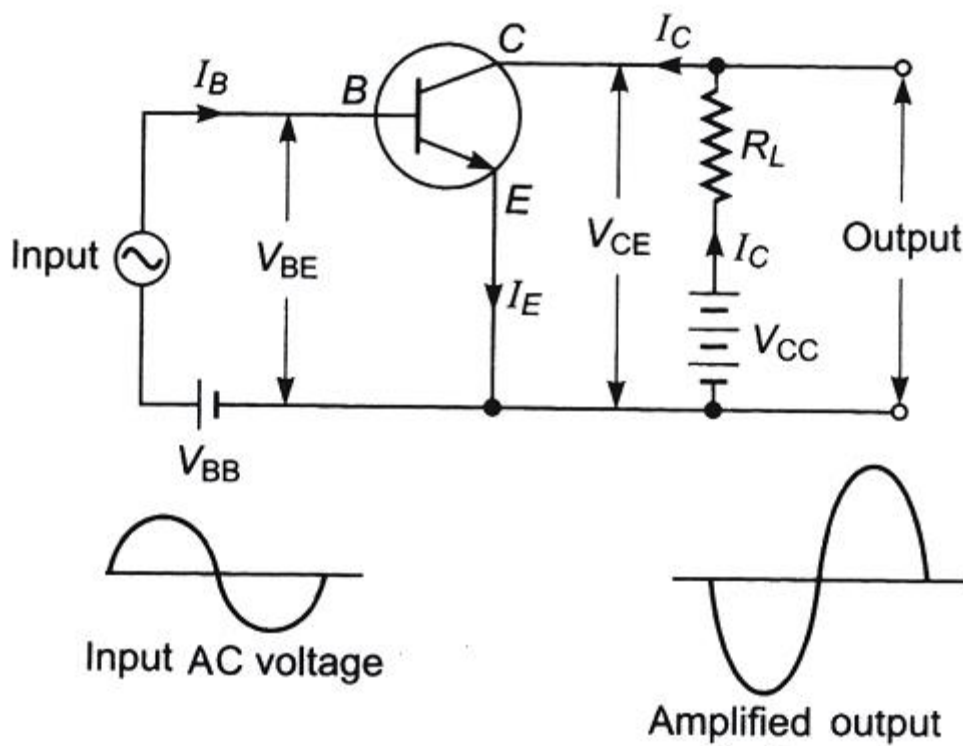 C
I_C
I_B
B
R_L
E
Input
V_BE
V_CE
Output
I_C
I_E
V_CC
V_BB
Input AC voltage
Amplified output